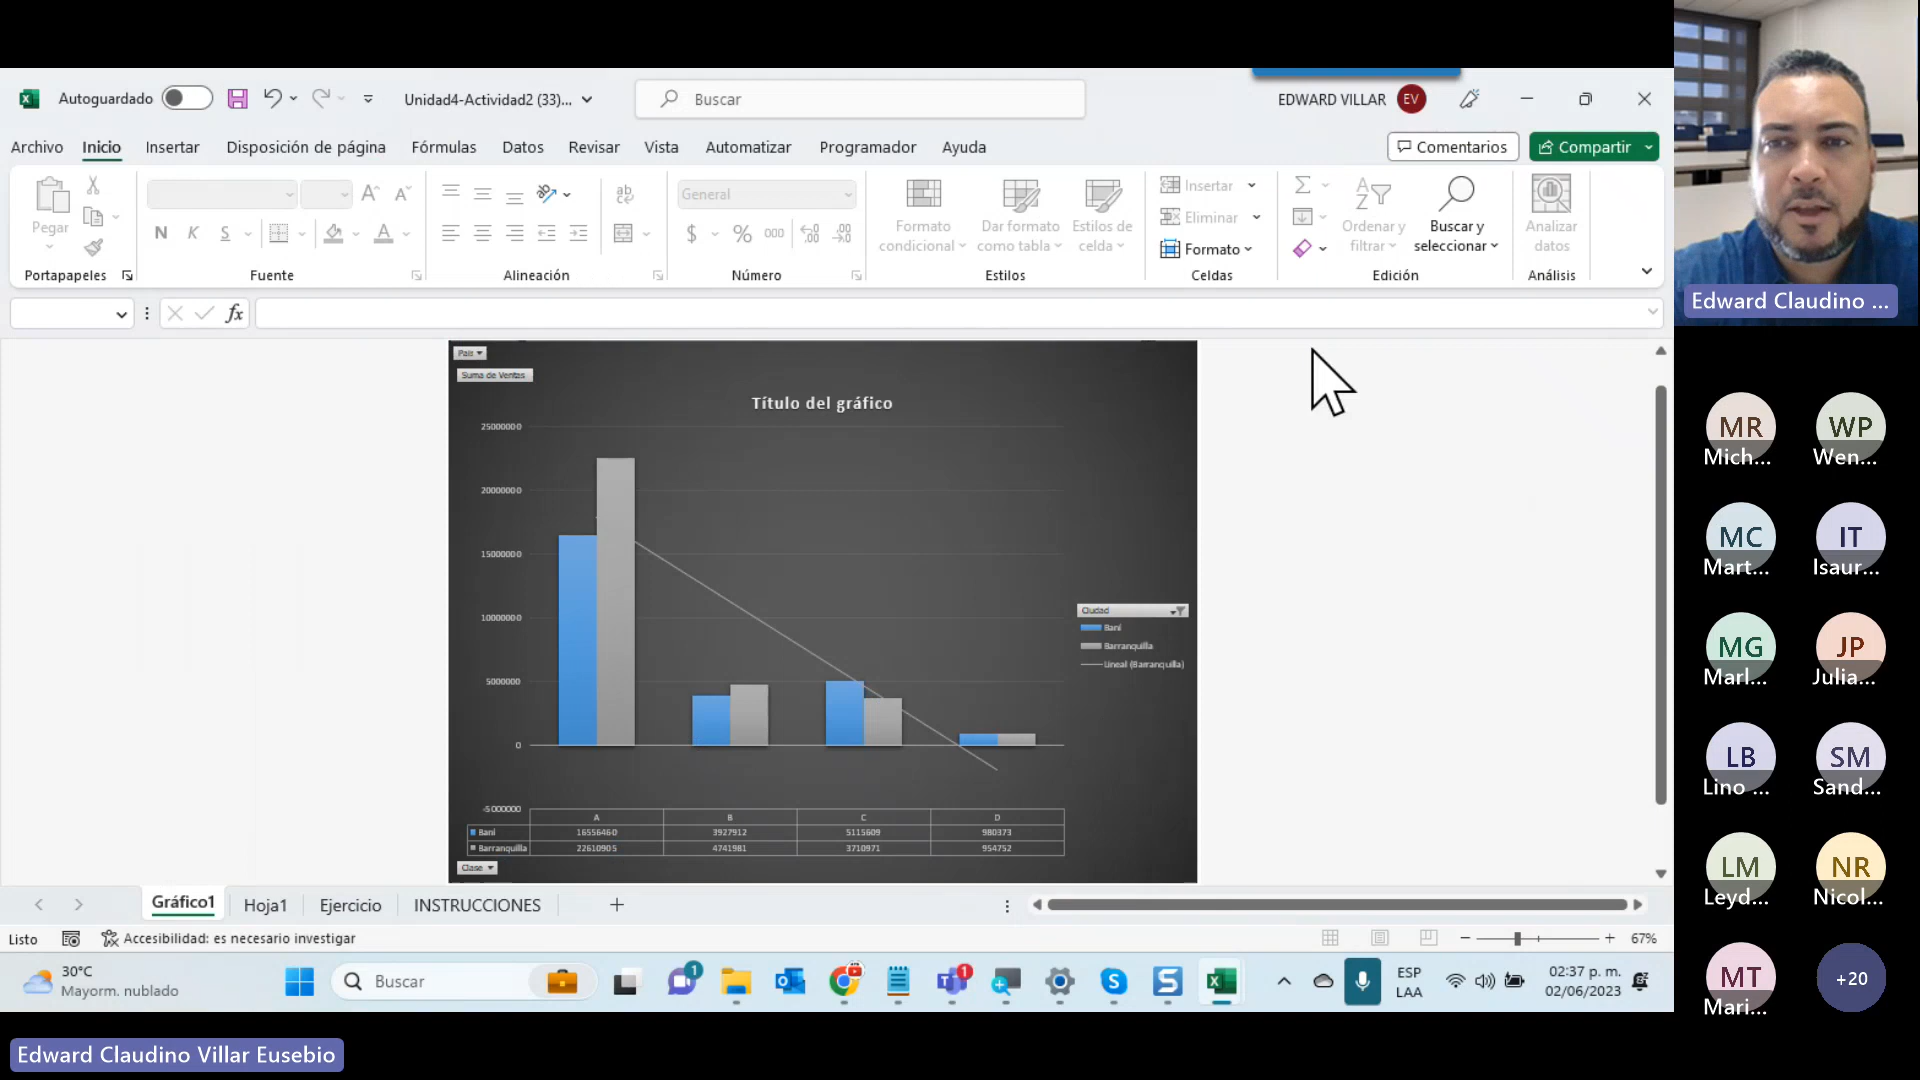 Autoguardado
Unidad4-Actividad2 (33)...
Buscar
EDWARD VILLAR
EV
Archivo
Inicio
Insertar
Disposición de página
Fórmulas
Datos
Revisar
Vista
Automatizar
Programador
Ayuda
Comentarios
Compartir
Pegar
Portapapeles
N K S
A A
A
Fuente
ab
Alineación
General
$ % 000
Número
Formato
condicional
Dar formato
como tabla
Estilos de
celda
Estilos
Insertar
Eliminar
Formato
Celdas
Ordenar y
filtrar
Buscar y
seleccionar
Edición
Analizar
datos
Análisis
fx
País
Suma de Ventas
Título del gráfico
25000000
20000000
15000000
10000000
5000000
0
-5000000
Ciudad
Baní
Barranquilla
Lineal (Barranquilla)
A B C D
Baní 16556460 3927912 5115609 980373
Barranquilla 22610905 4741981 3710971 954752
Clase
Gráfico1
Hoja1
Ejercicio
INSTRUCCIONES
Listo
Accesibilidad: es necesario investigar
67%
30°C
Mayorm. nublado
Buscar
1
1
ESP
LAA
02:37 p. m.
02/06/2023
Edward Claudino ...
MR
Mich...
WP
Wen...
MC
Mart...
IT
Isaur...
MG
Marl...
JP
Julia...
LB
Lino ...
SM
Sand...
LM
Leyd...
NR
Nicol...
MT
Mari...
+20
Edward Claudino Villar Eusebio